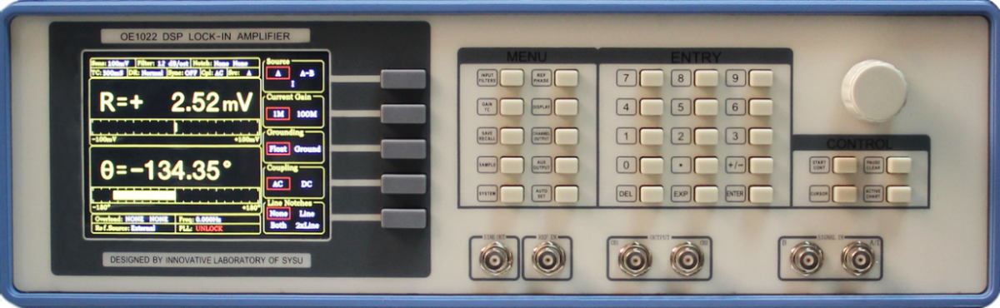 OE1022 DSP LOCK-IN AMPLIFIER
Sens: 100mV Filter: 12 dB/oct Notch: None None
TC: 300mS DR: Normal Sync: OFF Cpl: AC Src: A
R=+ 2.52 mV
-100mV +100mV
θ=-134.35°
-180° +180°
Overload: NONE NONE Freq: 0.000Hz
Ref.Source: External PLL: UNLOCK
Source
A A-B
I
Current Gain
1M 100M
Grounding
Float Ground
Coupling
AC DC
Line Notches
None Line
Both 2xLine
DESIGNED BY INNOVATIVE LABORATORY OF SYSU
MENU
INPUT FILTERS
REF PHASE
GAIN TC
DISPLAY
SAVE RECALL
CHANNEL OUTPUT
SAMPLE
AUX OUTPUT
SYSTEM
AUTO SET
ENTRY
7 8 9
4 5 6
1 2 3
0 • +/−
DEL EXP ENTER
CONTROL
START CONT
PAUSE CLEAR
CURSOR
ACTIVE CHART
SINE OUT
REF IN
CH1 OUTPUT CH2
B SIGNAL IN A/I